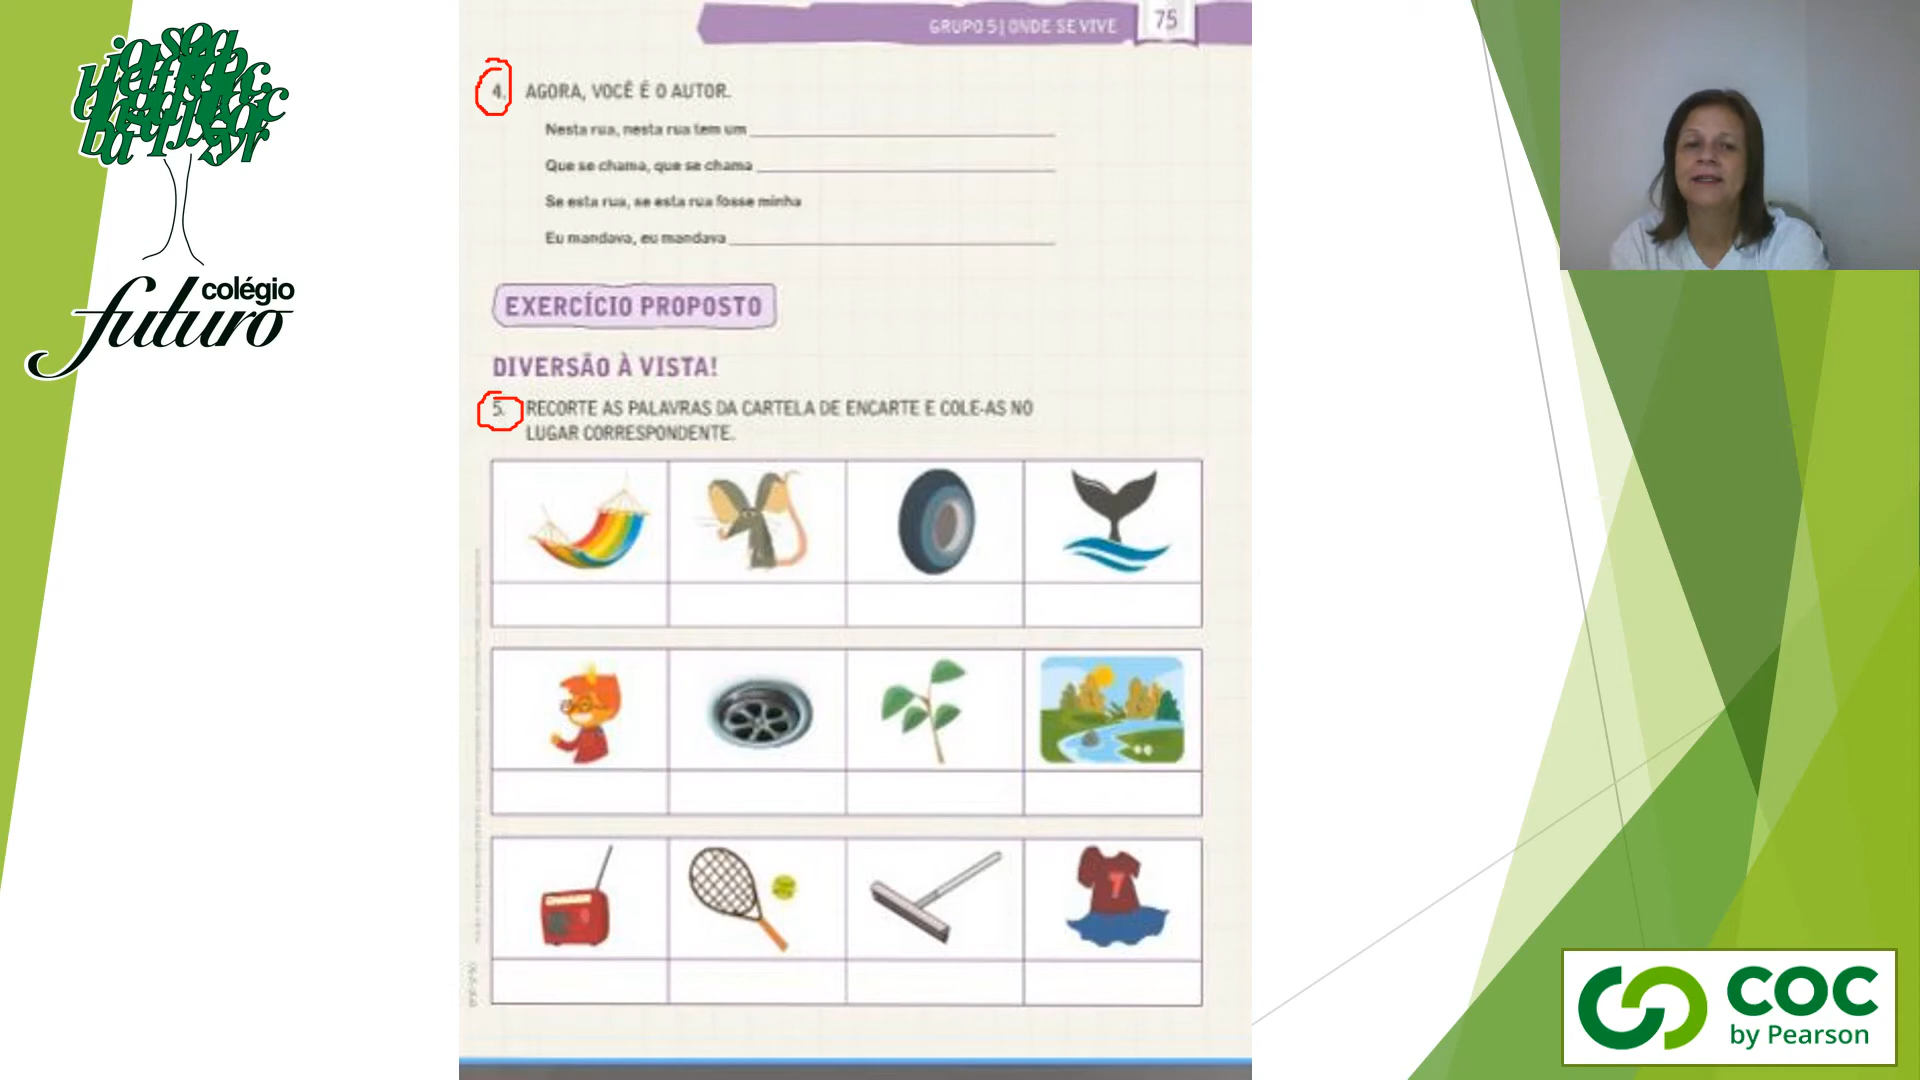 colégio
futuro
GRUPO 5 | ONDE SE VIVE
75
4. AGORA, VOCÊ É O AUTOR.
Nesta rua, nesta rua tem um
Que se chama, que se chama
Se esta rua, se esta rua fosse minha
Eu mandava, eu mandava
EXERCÍCIO PROPOSTO
DIVERSÃO À VISTA!
5. RECORTE AS PALAVRAS DA CARTELA DE ENCARTE E COLE-AS NO
LUGAR CORRESPONDENTE.
7
COC
by Pearson